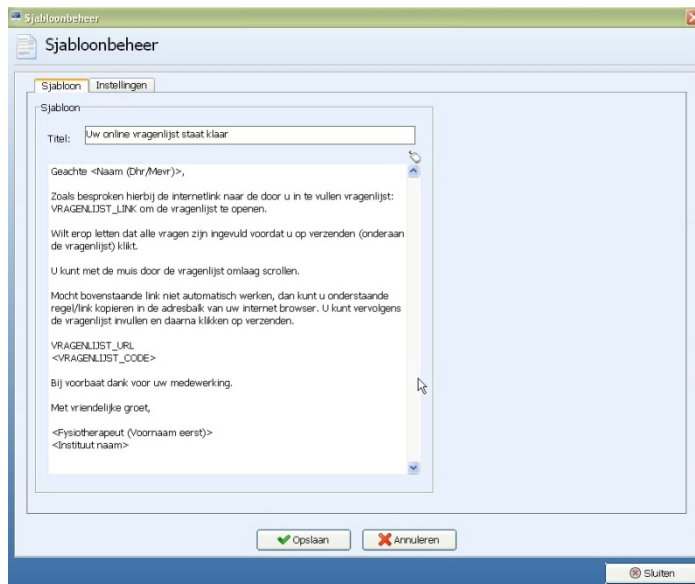 Sjabloonbeheer
Sjabloonbeheer
Sjabloon Instellingen
Sjabloon
Titel: Uw online vragenlijst staat klaar
Geachte <Naam (Dhr/Mevr)>,
Zoals besproken hierbij de internetlink naar de door u in te vullen vragenlijst:
VRAGENLIJST_LINK om de vragenlijst te openen.
Wilt erop letten dat alle vragen zijn ingevuld voordat u op verzenden (onderaan
de vragenlijst) klikt.
U kunt met de muis door de vragenlijst omlaag scrollen.
Mocht bovenstaande link niet automatisch werken, dan kunt u onderstaande
regel/link kopieren in de adresbalk van uw internet browser. U kunt vervolgens
de vragenlijst invullen en daarna klikken op verzenden.
VRAGENLIJST_URL
<VRAGENLIJST_CODE>
Bij voorbaat dank voor uw medewerking.
Met vriendelijke groet,
<Fysiotherapeut (Voornaam eerst)>
<Instituut naam>
Opslaan Annuleren
Sluiten